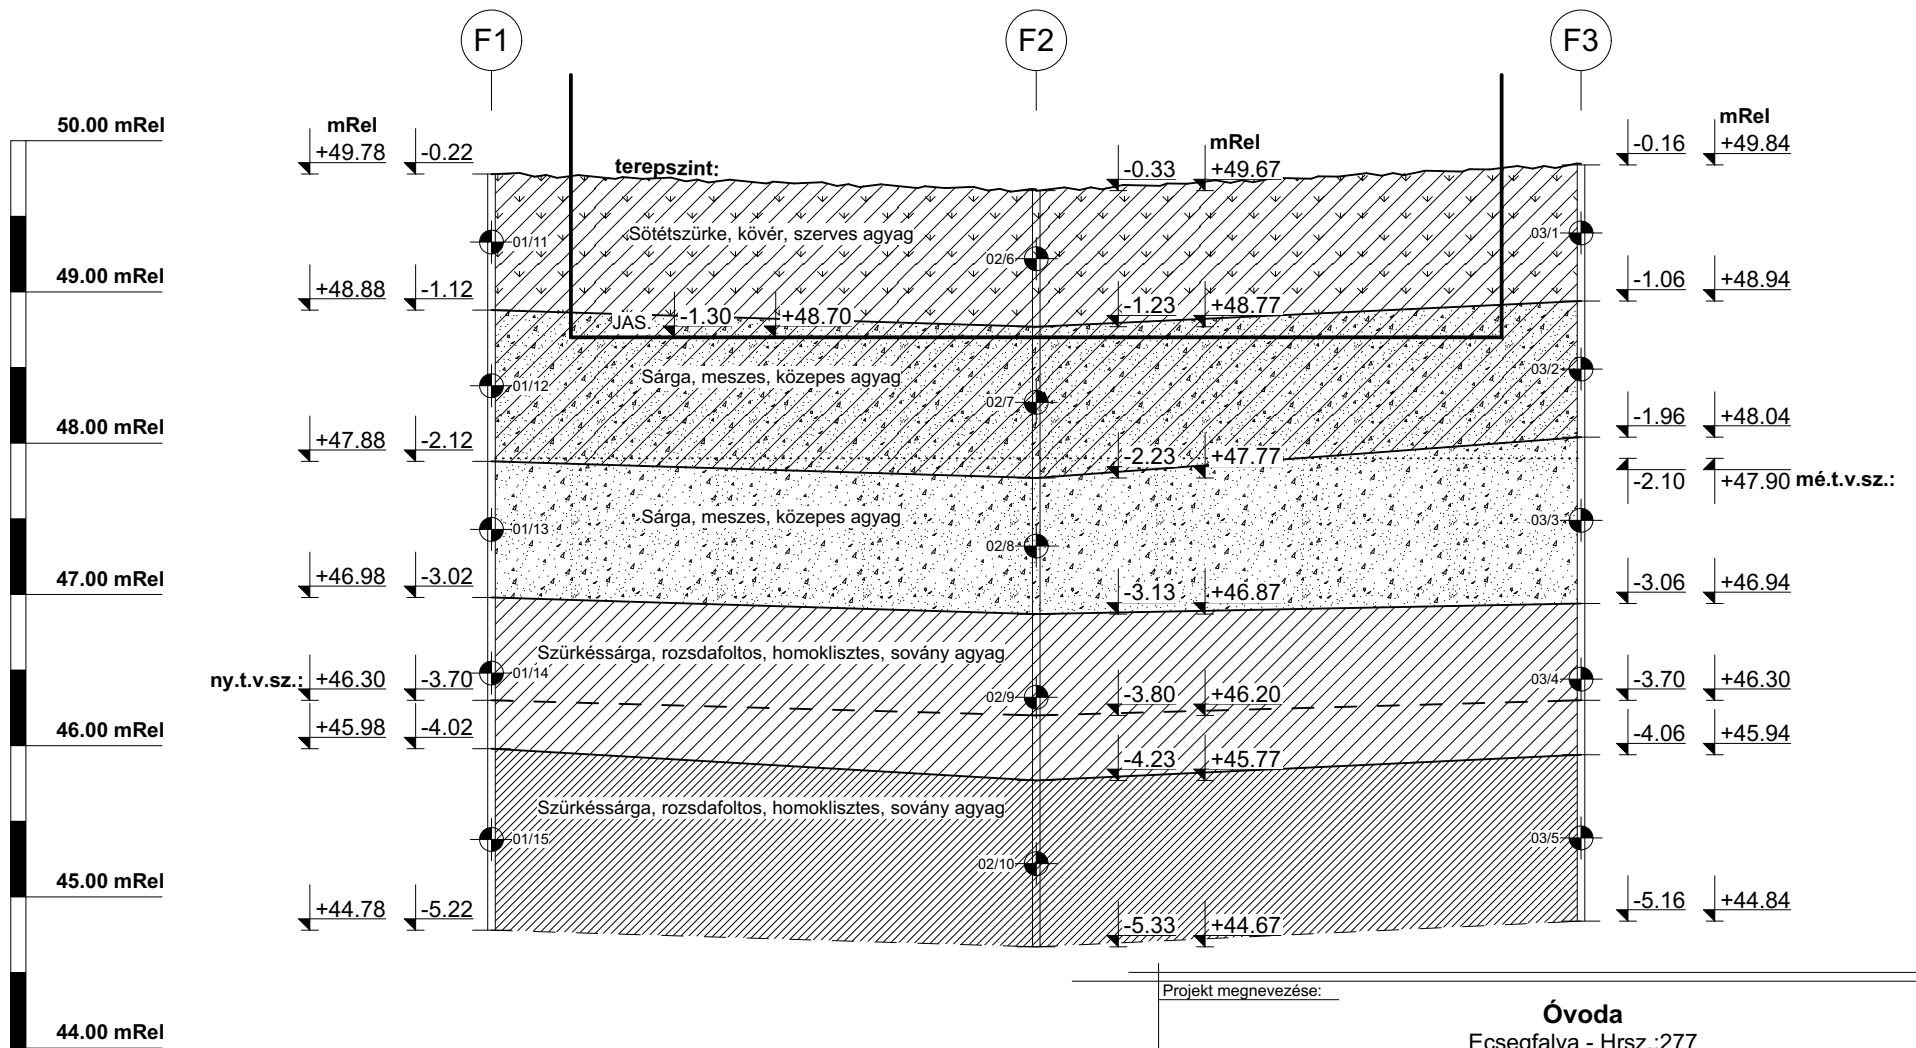 F1
F2
F3
50.00 mRel
49.00 mRel
48.00 mRel
47.00 mRel
46.00 mRel
45.00 mRel
44.00 mRel
mRel
+49.78 -0.22
+48.88 -1.12
+47.88 -2.12
+46.98 -3.02
ny.t.v.sz.: +46.30 -3.70
+45.98 -4.02
+44.78 -5.22
terepszint:
Sötétszürke, kövér, szerves agyag
JAS. -1.30 +48.70
Sárga, meszes, közepes agyag
Sárga, meszes, közepes agyag
Szürkéssárga, rozsdafoltos, homoklisztes, sovány agyag
Szürkéssárga, rozsdafoltos, homoklisztes, sovány agyag
01/11
01/12
01/13
01/14
01/15
02/6
02/7
02/8
02/9
02/10
mRel
-0.33 +49.67
-1.23 +48.77
-2.23 +47.77
-3.13 +46.87
-3.80 +46.20
-4.23 +45.77
-5.33 +44.67
03/1
03/2
03/3
03/4
03/5
mRel
-0.16 +49.84
-1.06 +48.94
-1.96 +48.04
-2.10 +47.90 mé.t.v.sz.:
-3.06 +46.94
-3.70 +46.30
-4.06 +45.94
-5.16 +44.84
Projekt megnevezése:
Óvoda
Ecsegfalva - Hrsz.:277